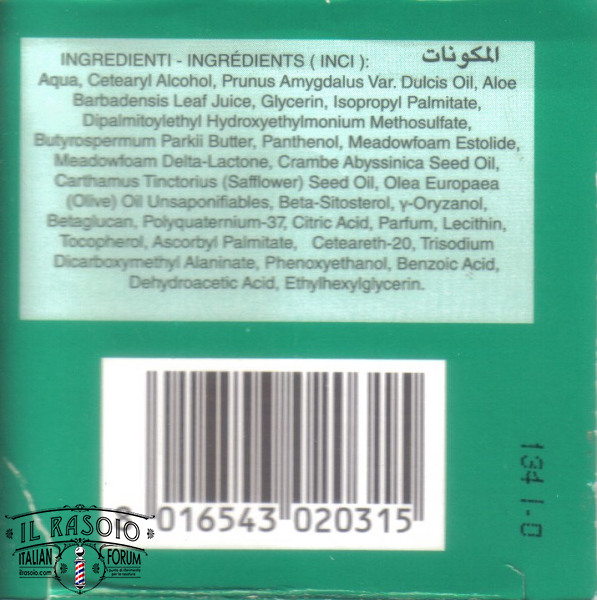 INGREDIENTI - INGRÉDIENTS ( INCI ): المكونات
Aqua, Cetearyl Alcohol, Prunus Amygdalus Var. Dulcis Oil, Aloe
Barbadensis Leaf Juice, Glycerin, Isopropyl Palmitate,
Dipalmitoylethyl Hydroxyethylmonium Methosulfate,
Butyrospermum Parkii Butter, Panthenol, Meadowfoam Estolide,
Meadowfoam Delta-Lactone, Crambe Abyssinica Seed Oil,
Carthamus Tinctorius (Safflower) Seed Oil, Olea Europaea
(Olive) Oil Unsaponifiables, Beta-Sitosterol, γ-Oryzanol,
Betaglucan, Polyquaternium-37, Citric Acid, Parfum, Lecithin,
Tocopherol, Ascorbyl Palmitate, Ceteareth-20, Trisodium
Dicarboxymethyl Alaninate, Phenoxyethanol, Benzoic Acid,
Dehydroacetic Acid, Ethylhexylglycerin.
016543 020315
134 I-0
IL RASOIO
ITALIAN FORUM
ilrasoio.com